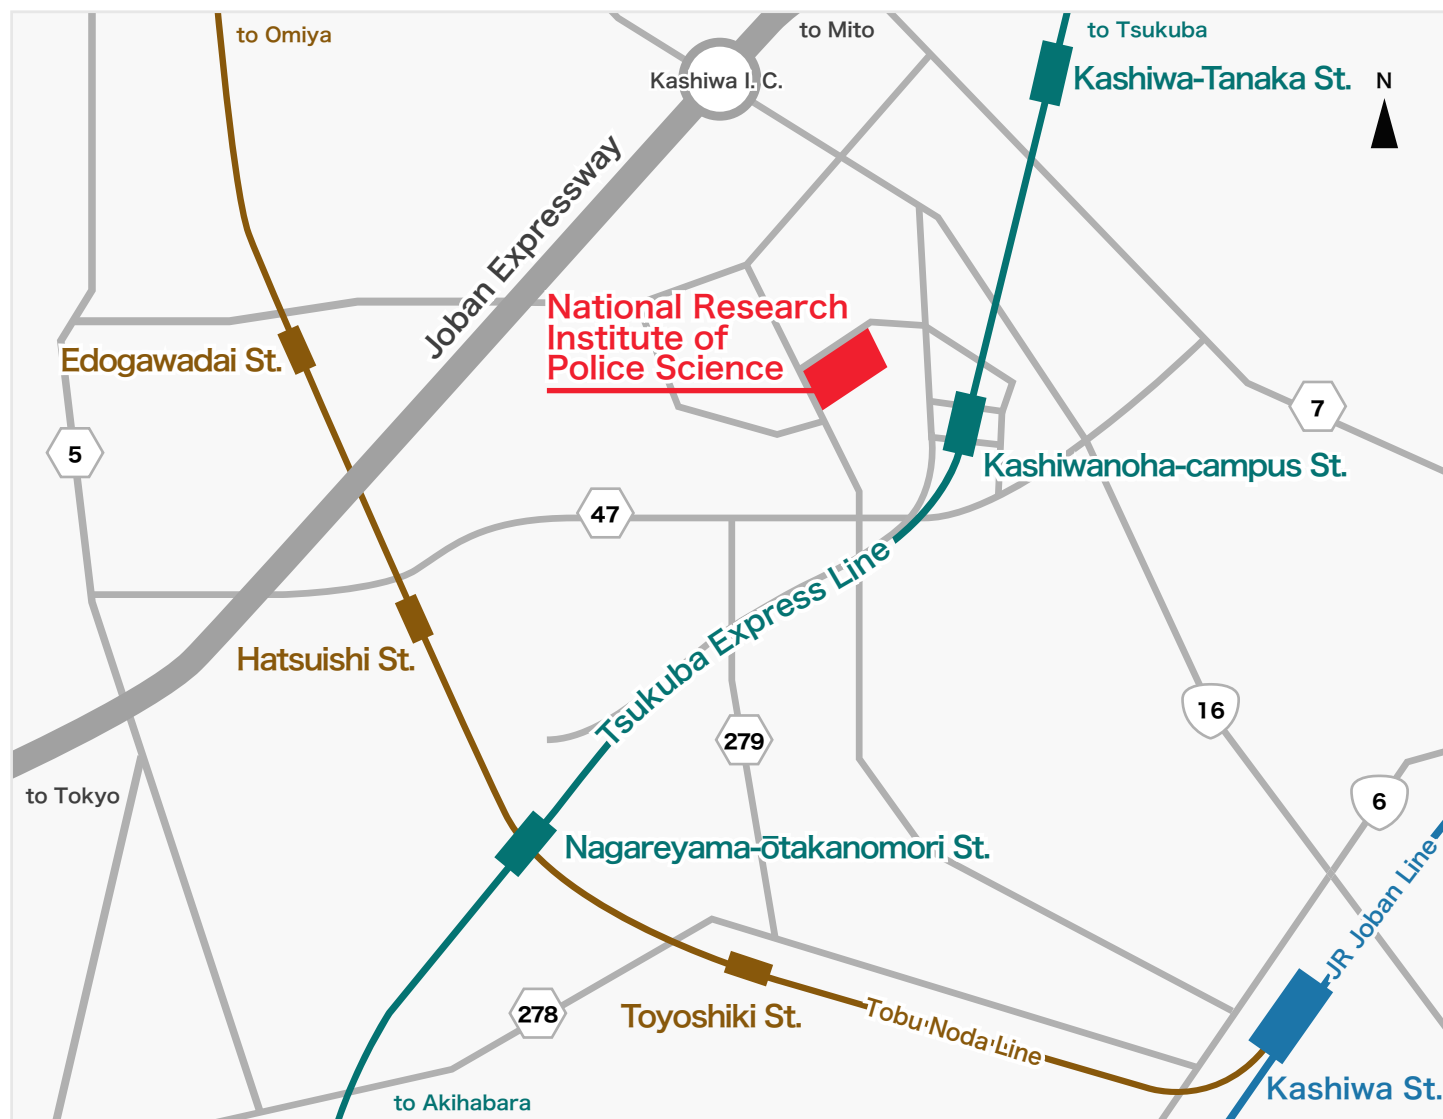 to Omiya
to Mito
to Tsukuba
Kashiwa I. C.
Kashiwa-Tanaka St.
N
Joban Expressway
National Research
Institute of
Police Science
Edogawadai St.
7
5
Kashiwanoha-campus St.
47
Tsukuba Express Line
Hatsuishi St.
16
279
to Tokyo
6
Nagareyama-ōtakanomori St.
JR Joban Line
278
Toyoshiki St.
Tobu Noda Line
Kashiwa St.
to Akihabara